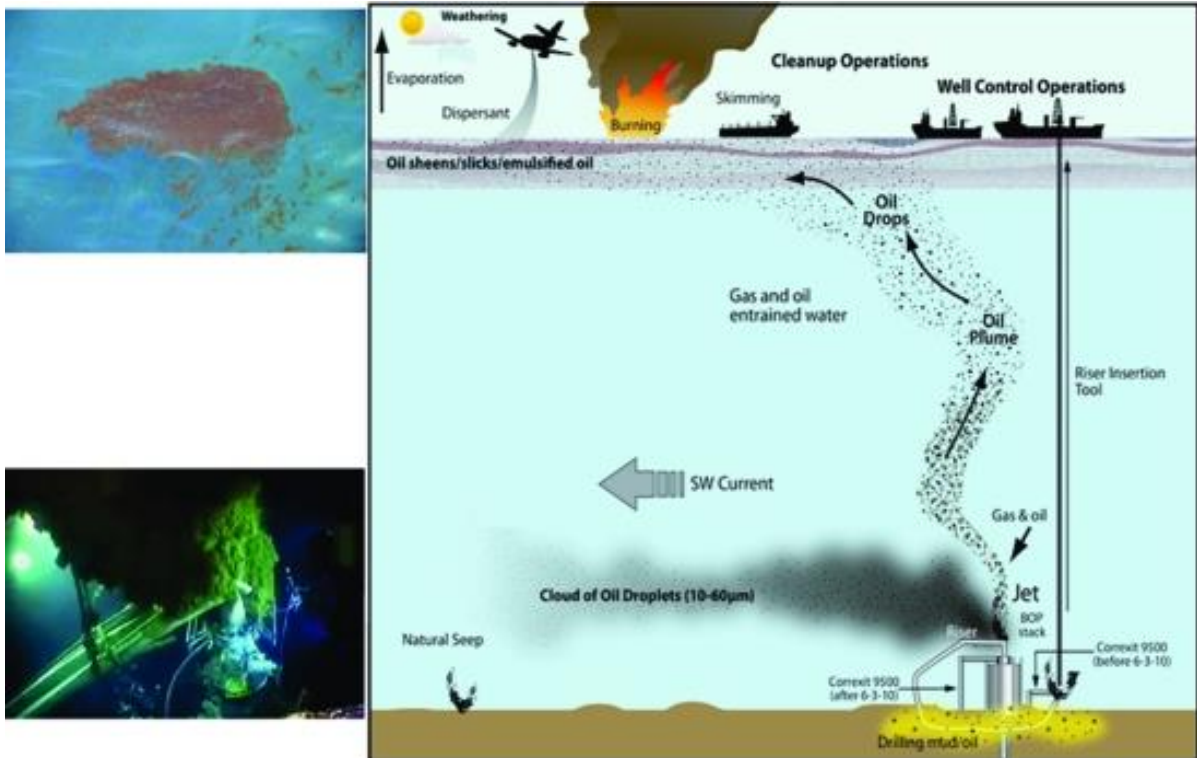 Weathering
Evaporation
Dispersant
Burning
Cleanup Operations
Skimming
Well Control Operations
Oil sheens/slicks/emulsified oil
Oil
Drops
Gas and oil
entrained water
Oil
Plume
Riser Insertion
Tool
SW Current
Gas & oil
Cloud of Oil Droplets (10-60µm)
Jet
BOP
stack
Riser
Natural Seep
Correxit 9500
(before 6-3-10)
Correxit 9500
(after 6-3-10)
Drilling mud/oil